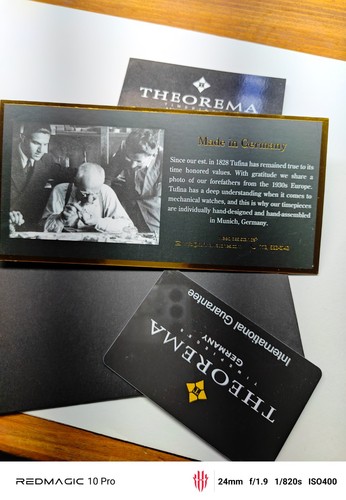 THEOREMA
Made in Germany
Since our est. in 1828 Tufina has remained true to its
time honored values. With gratitude we share a
photo of our forefathers from the 1930s Europe.
Tufina has a deep understanding when it comes to
mechanical watches, and this is why our timepieces
are individually hand-designed and hand-assembled
in Munich, Germany.
International Guarantee
GERMANY
THEOREMA
REDMAGIC 10 Pro
24mm f/1.9 1/820s ISO400